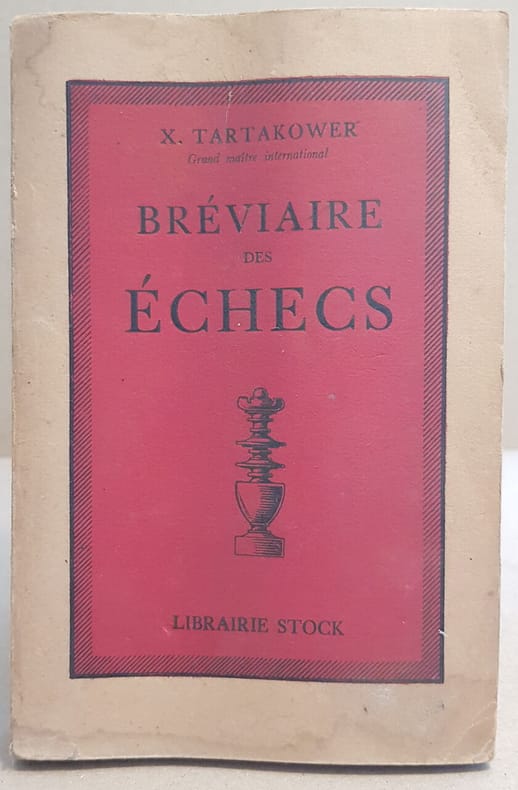 X. TARTAKOWER
Grand maître international
BRÉVIAIRE
DES
ÉCHECS
LIBRAIRIE STOCK